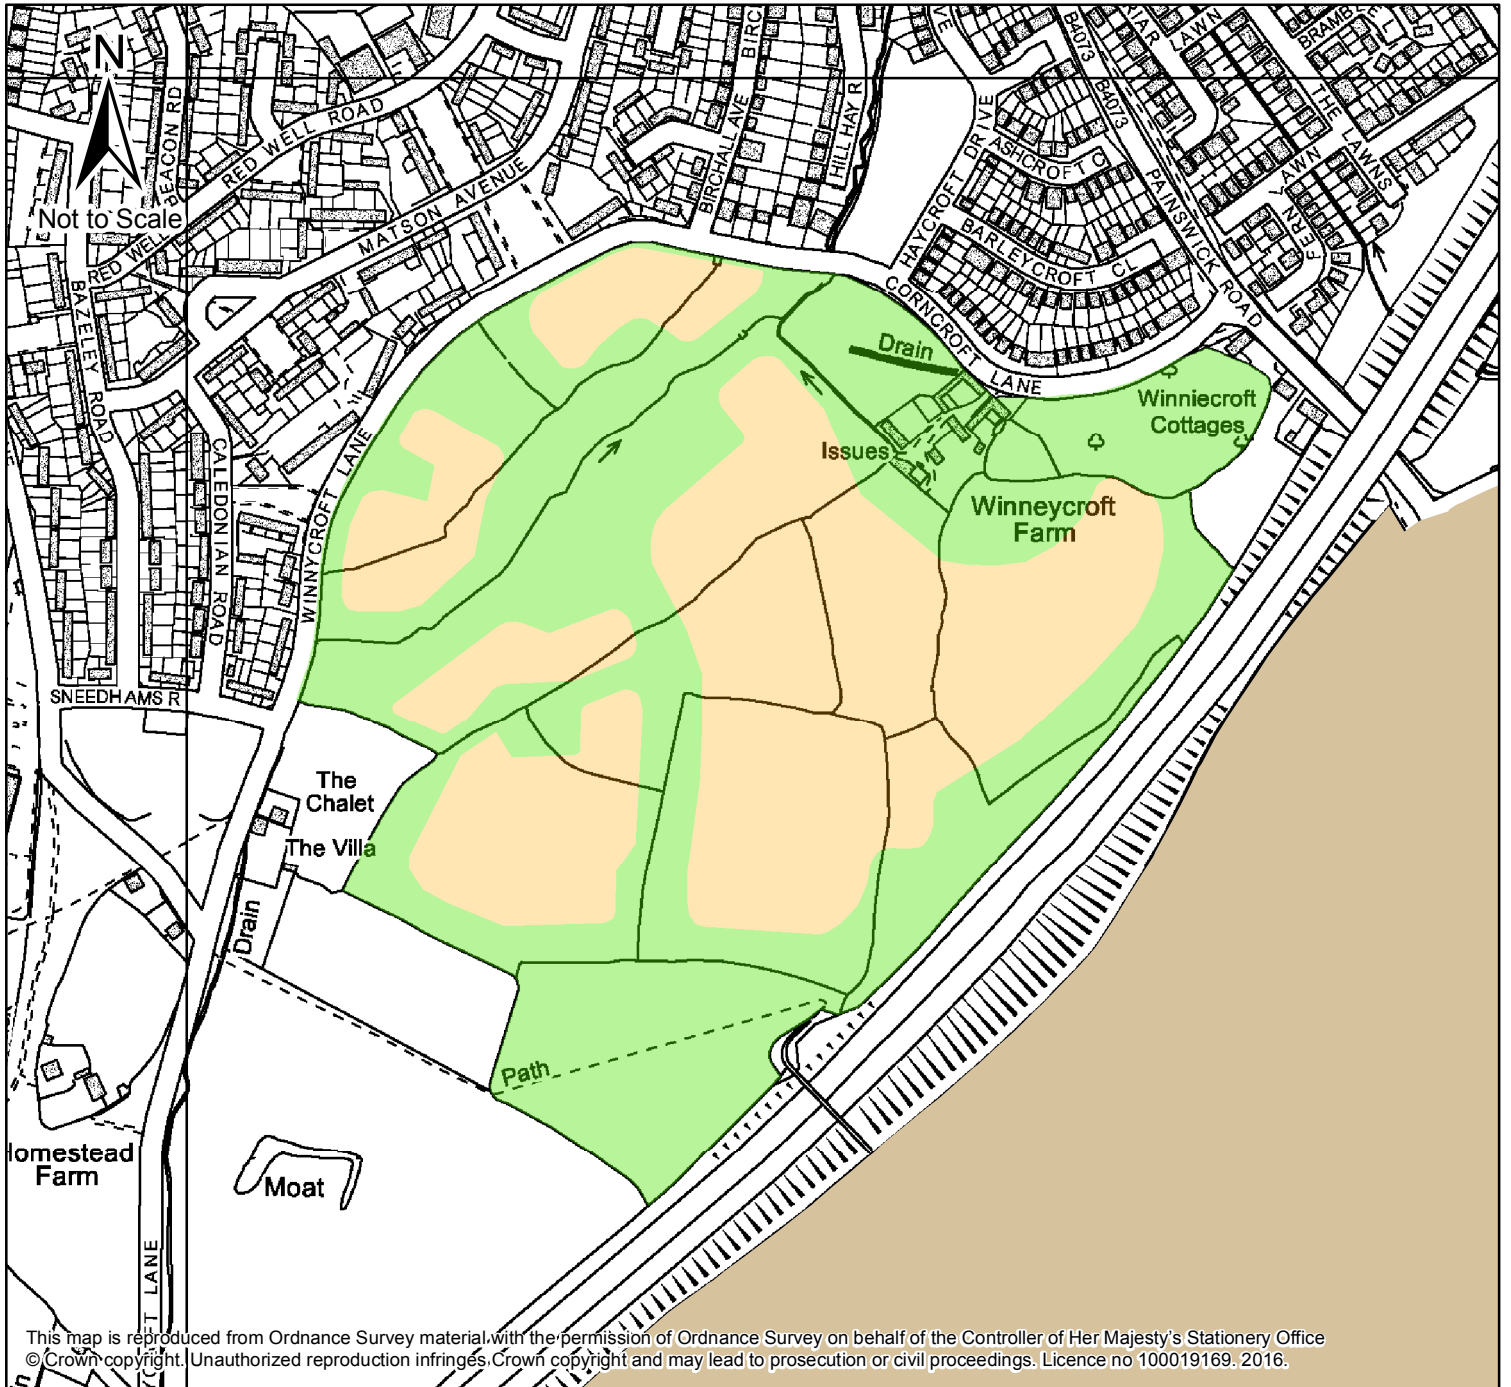 N
Not to Scale
BEACON RD
RED WELL ROAD
RED WELL
MATSON AVENUE
BIRCHALL AVE
BIRC
HILL HAY R
VE
B4073
B4073
RIAR LAWN
BRAMBLE
THE LAWNS
LAWN
FERN
HAYCROFT DRIVE
ASHCROFT C
BARLEYCROFT CL
PAINSWICK ROAD
CORNCROFT LANE
BAZELEY ROAD
CALEDONIAN ROAD
WINNYCROFT LANE
SNEEDHAMS R
Drain
Winniecroft
Cottages
Issues
Winneycroft
Farm
The
Chalet
The Villa
Drain
Path
Homestead
Farm
Moat
FT LANE
This map is reproduced from Ordnance Survey material with the permission of Ordnance Survey on behalf of the Controller of Her Majesty's Stationery Office
© Crown copyright. Unauthorized reproduction infringes Crown copyright and may lead to prosecution or civil proceedings. Licence no 100019169. 2016.